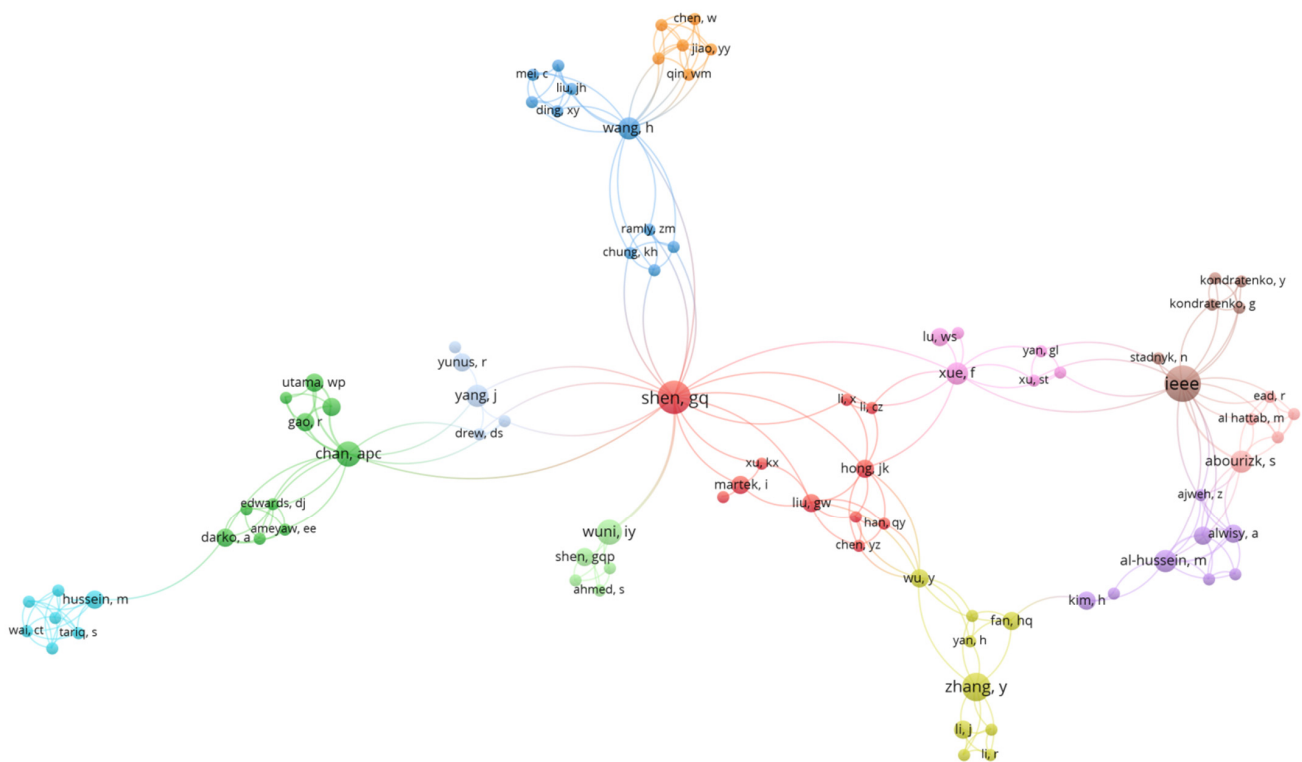 chen, w
jiao, yy
qin, wm
mei, c
liu, jh
ding, xy
wang, h
ramly, zm
chung, kh
kondratenko, y
kondratenko, g
lu, ws
yan, gl
stadnyk, n
yunus, r
xue, f
xu, st
ieee
utama, wp
yang, j
shen, gq
li, x
li, cz
ead, r
al hattab, m
gao, r
drew, ds
chan, apc
xu, kx
hong, jk
abourizk, s
martek, i
edwards, dj
liu, gw
ajweh, z
ameyaw, ee
darko, a
wuni, iy
han, qy
chen, yz
alwisy, a
shen, gqp
al-hussein, m
wu, y
ahmed, s
hussein, m
kim, h
wai, ct
tariq, s
fan, hq
yan, h
zhang, y
li, j
li, r